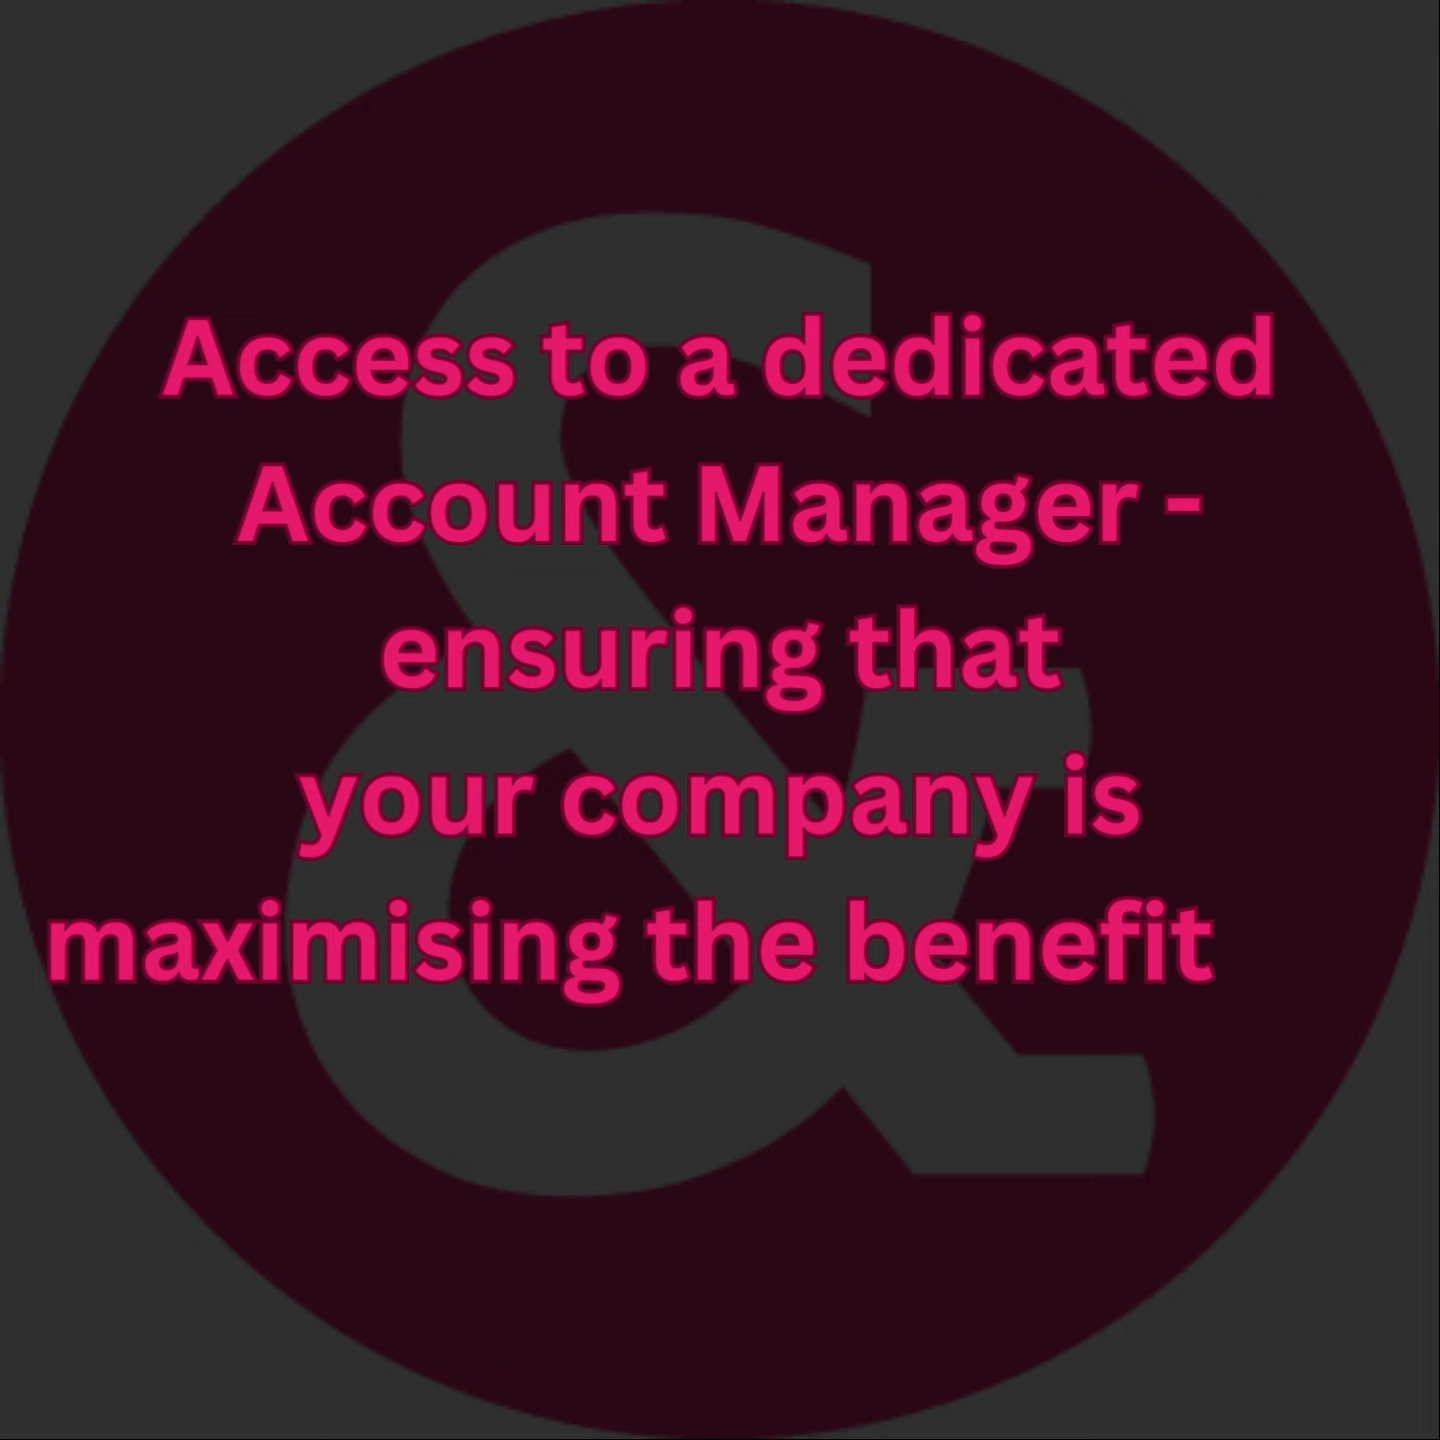 &
Access to a dedicated
Account Manager -
ensuring that
your company is
maximising the benefit